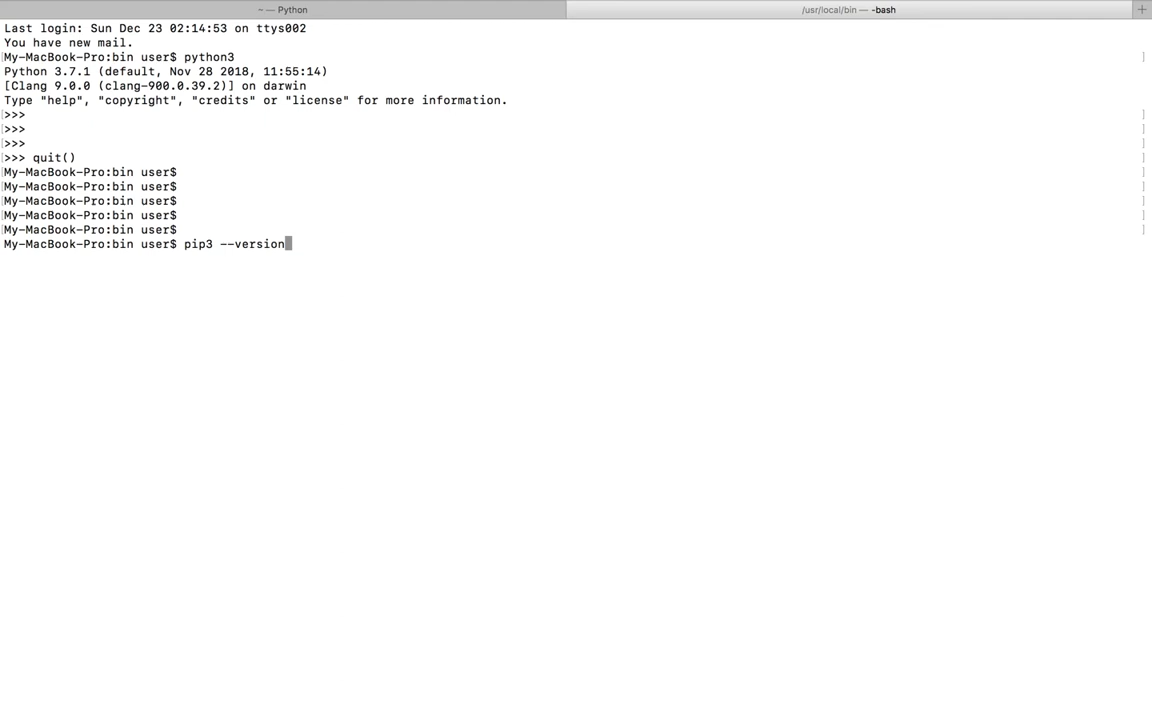 ~ — Python
/usr/local/bin — -bash
+
Last login: Sun Dec 23 02:14:53 on ttys002
You have new mail.
[My-MacBook-Pro:bin user$ python3 ]
Python 3.7.1 (default, Nov 28 2018, 11:55:14)
[Clang 9.0.0 (clang-900.0.39.2)] on darwin
Type "help", "copyright", "credits" or "license" for more information.
[>>> ]
[>>> ]
[>>> ]
[>>> quit() ]
[My-MacBook-Pro:bin user$ ]
[My-MacBook-Pro:bin user$ ]
[My-MacBook-Pro:bin user$ ]
[My-MacBook-Pro:bin user$ ]
[My-MacBook-Pro:bin user$ ]
My-MacBook-Pro:bin user$ pip3 --version